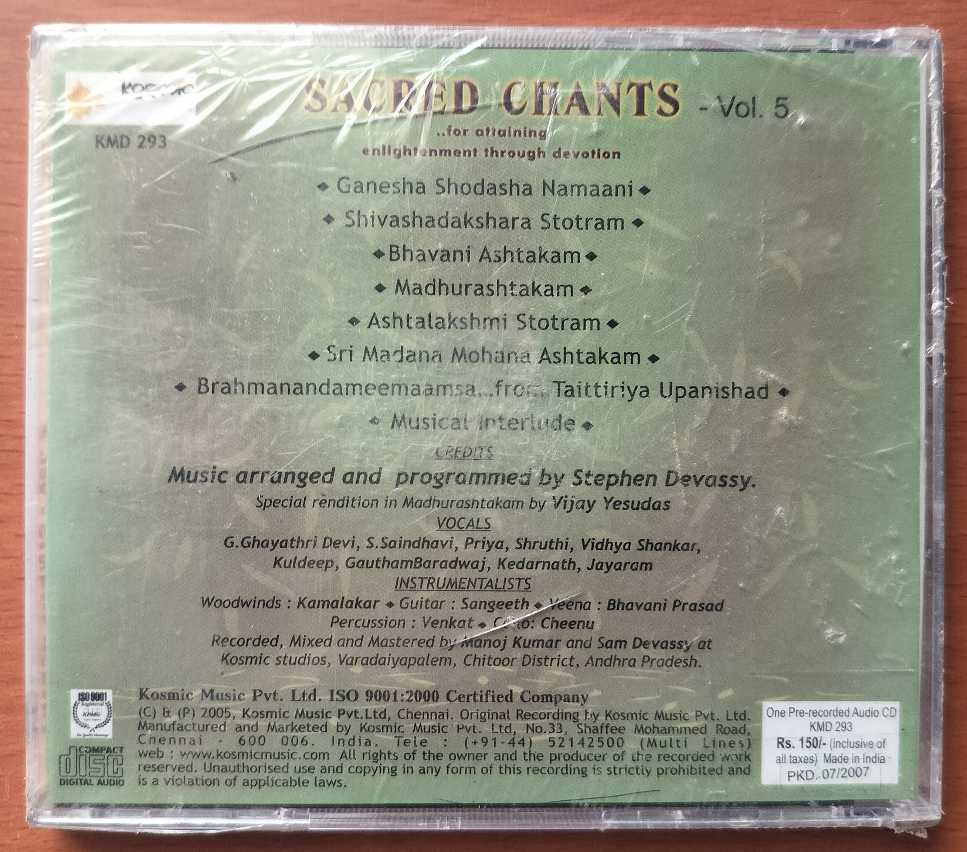 Kosmic
KMD 293
SACRED CHANTS - Vol. 5
..for attaining
enlightenment through devotion
Ganesha Shodasha Namaani
Shivashadakshara Stotram
Bhavani Ashtakam
Madhurashtakam
Ashtalakshmi Stotram
Sri Madana Mohana Ashtakam
Brahmanandameemaamsa...from Taittiriya Upanishad
Musical Interlude
CREDITS
Music arranged and programmed by Stephen Devassy.
Special rendition in Madhurashtakam by Vijay Yesudas
VOCALS
G.Ghayathri Devi, S.Saindhavi, Priya, Shruthi, Vidhya Shankar,
Kuldeep, GauthamBaradwaj, Kedarnath, Jayaram
INSTRUMENTALISTS
Woodwinds : Kamalakar ◆ Guitar : Sangeeth ◆ Veena : Bhavani Prasad
Percussion : Venkat ◆ Cello: Cheenu
Recorded, Mixed and Mastered by Manoj Kumar and Sam Devassy at
Kosmic studios, Varadaiyapalem, Chitoor District, Andhra Pradesh.
Kosmic Music Pvt. Ltd. ISO 9001:2000 Certified Company
(C) & (P) 2005, Kosmic Music Pvt.Ltd, Chennai. Original Recording by Kosmic Music Pvt. Ltd.
Manufactured and Marketed by Kosmic Music Pvt. Ltd, No.33, Shaffee Mohammed Road,
Chennai - 600 006. India. Tele : (+91-44) 52142500 (Multi Lines)
web : www.kosmicmusic.com All rights of the owner and the producer of the recorded work
reserved. Unauthorised use and copying in any form of this recording is strictly prohibited and
is a violation of applicable laws.
ISO 9001
KPMG
COMPACT
disc
DIGITAL AUDIO
One Pre-recorded Audio CD
KMD 293
Rs. 150/- (inclusive of
all taxes) Made in India
PKD. 07/2007